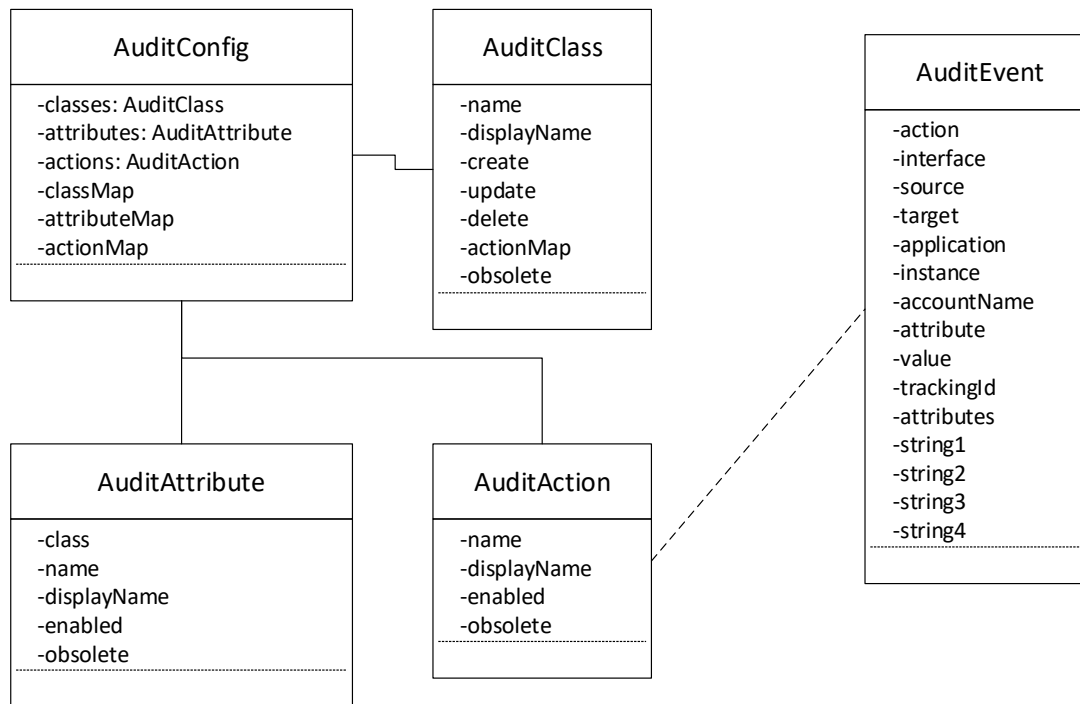 AuditConfig
-classes: AuditClass
-attributes: AuditAttribute
-actions: AuditAction
-classMap
-attributeMap
-actionMap
AuditClass
-name
-displayName
-create
-update
-delete
-actionMap
-obsolete
AuditEvent
-action
-interface
-source
-target
-application
-instance
-accountName
-attribute
-value
-trackingId
-attributes
-string1
-string2
-string3
-string4
AuditAttribute
-class
-name
-displayName
-enabled
-obsolete
AuditAction
-name
-displayName
-enabled
-obsolete